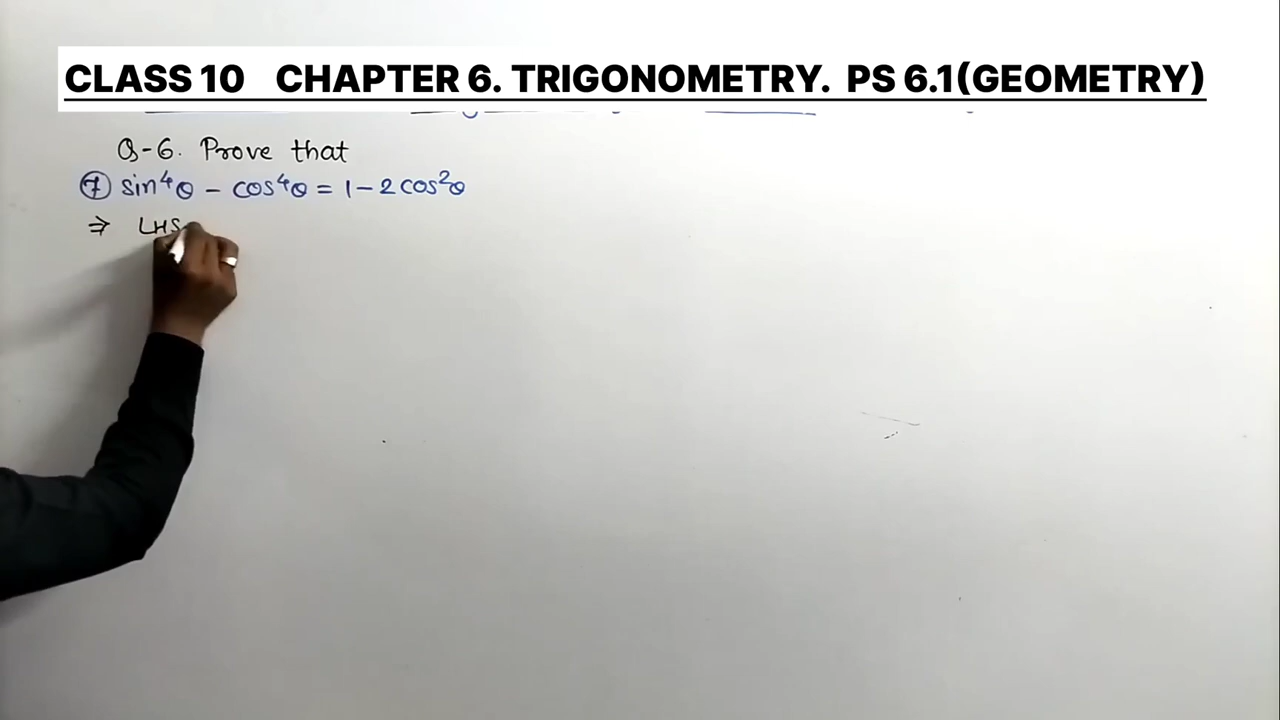 CLASS 10 CHAPTER 6. TRIGONOMETRY. PS 6.1(GEOMETRY)
Q-6. Prove that
⑦ sin⁴θ - cos⁴θ = 1 - 2cos²θ
⇒ LHS